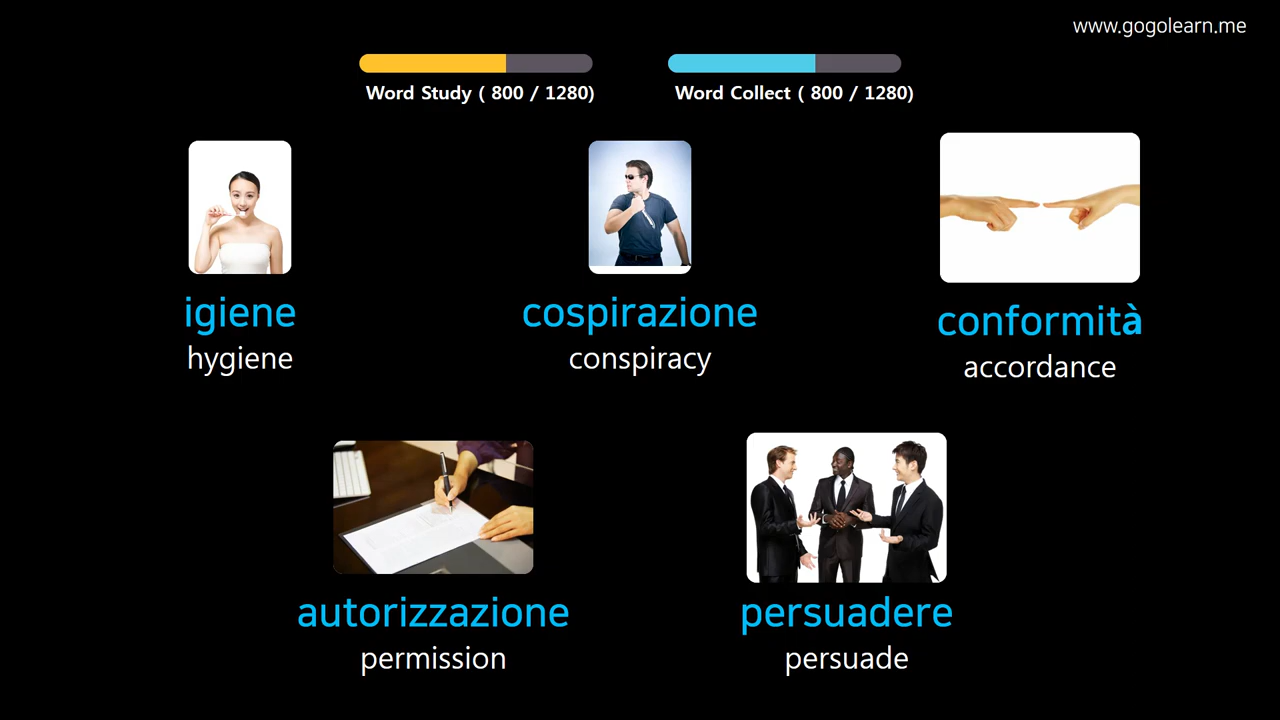 www.gogolearn.me
Word Study ( 800 / 1280)
Word Collect ( 800 / 1280)
igiene
hygiene
cospirazione
conspiracy
conformità
accordance
autorizzazione
permission
persuadere
persuade